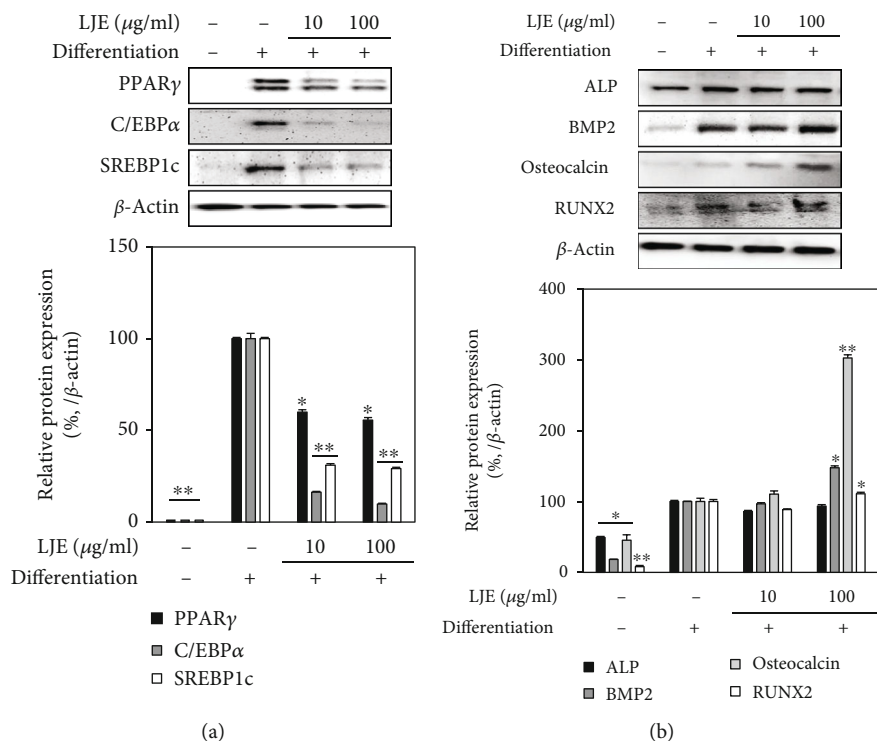 LJE (μg/ml) – – 10 100
Differentiation – + + +
PPARγ
C/EBPα
SREBP1c
β-Actin
150
100
50
0
Relative protein expression
(%, /β-actin)
** * ** * **
LJE (μg/ml) – – 10 100
Differentiation – + + +
PPARγ
C/EBPα
SREBP1c
(a)
LJE (μg/ml) – – 10 100
Differentiation – + + +
ALP
BMP2
Osteocalcin
RUNX2
β-Actin
400
300
200
100
0
Relative protein expression
(%, /β-actin)
* ** * ** *
LJE (μg/ml) – – 10 100
Differentiation – + + +
ALP
BMP2
Osteocalcin
RUNX2
(b)